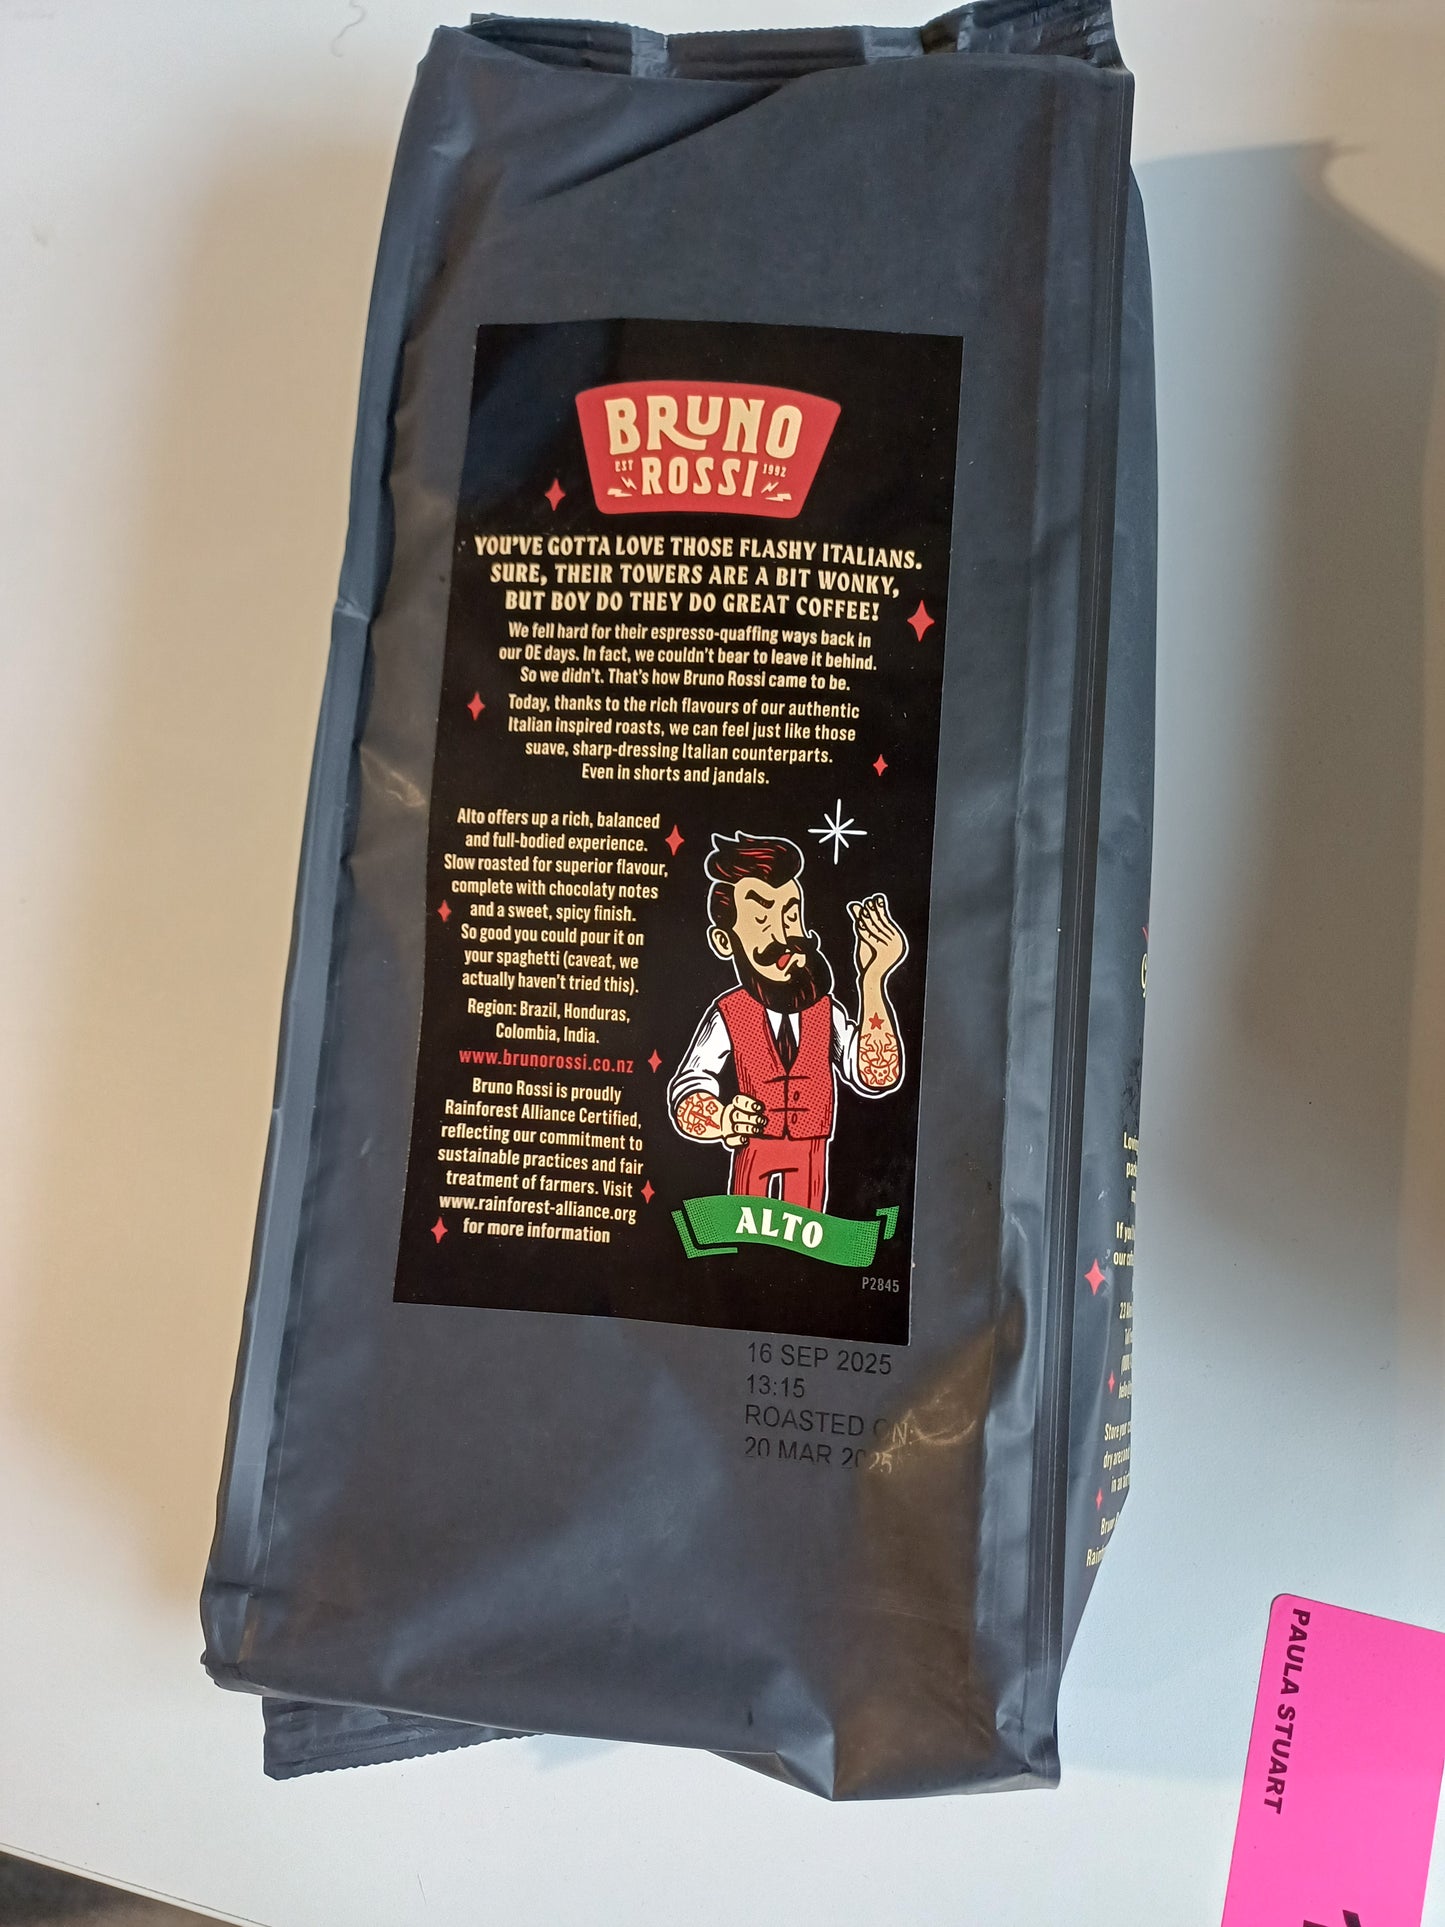 BRUNO
EST ROSSI 1992
YOU'VE GOTTA LOVE THOSE FLASHY ITALIANS.
SURE, THEIR TOWERS ARE A BIT WONKY,
BUT BOY DO THEY DO GREAT COFFEE!
We fell hard for their espresso-quaffing ways back in
our OE days. In fact, we couldn't bear to leave it behind.
So we didn't. That's how Bruno Rossi came to be.
Today, thanks to the rich flavours of our authentic
Italian inspired roasts, we can feel just like those
suave, sharp-dressing Italian counterparts.
Even in shorts and jandals.
Alto offers up a rich, balanced
and full-bodied experience.
Slow roasted for superior flavour,
complete with chocolaty notes
and a sweet, spicy finish.
So good you could pour it on
your spaghetti (caveat, we
actually haven't tried this).
Region: Brazil, Honduras,
Colombia, India.
www.brunorossi.co.nz
Bruno Rossi is proudly
Rainforest Alliance Certified,
reflecting our commitment to
sustainable practices and fair
treatment of farmers. Visit
www.rainforest-alliance.org
for more information
ALTO
P2845
16 SEP 2025
13:15
ROASTED ON:
20 MAR 2025
If
our
Store your
dry
in
PAULA STUART